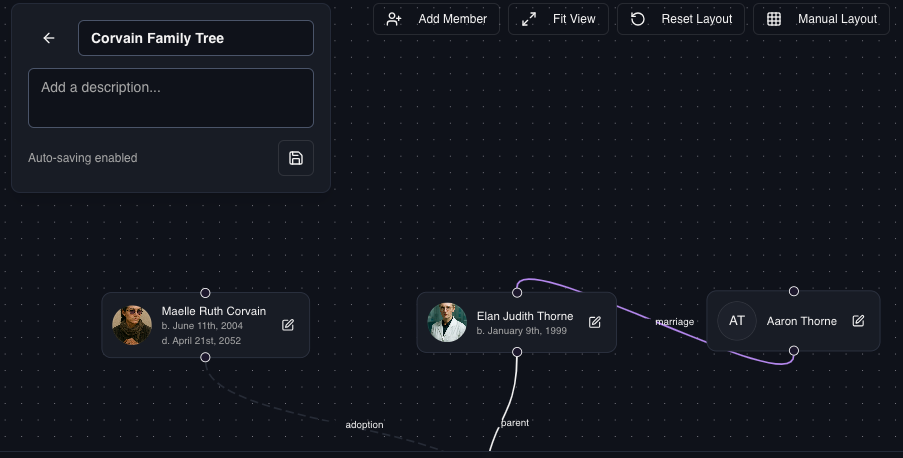 Add Member
Fit View
Reset Layout
Manual Layout
Corvain Family Tree
Add a description...
Auto-saving enabled
Maelle Ruth Corvain
b. June 11th, 2004
d. April 21st, 2052
Elan Judith Thorne
b. January 9th, 1999
marriage
AT
Aaron Thorne
adoption
parent